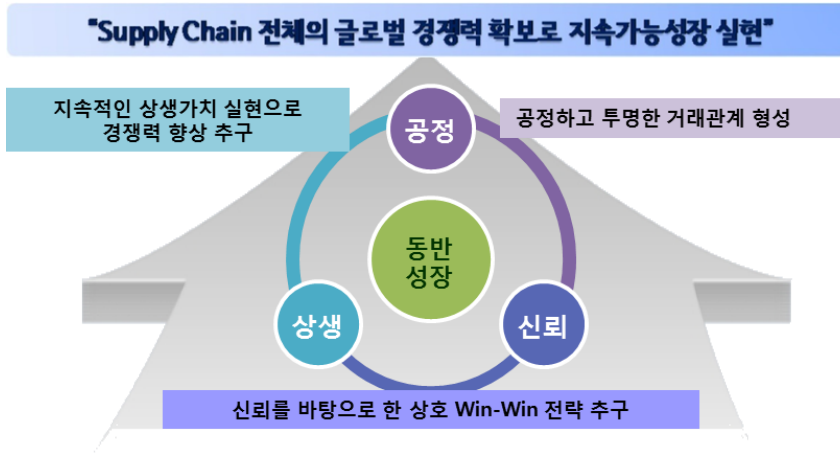 "Supply Chain 전체의 글로벌 경쟁력 확보로 지속가능성장 실현"
지속적인 상생가치 실현으로
경쟁력 향상 추구
공정
공정하고 투명한 거래관계 형성
동반
성장
상생
신뢰
신뢰를 바탕으로 한 상호 Win-Win 전략 추구